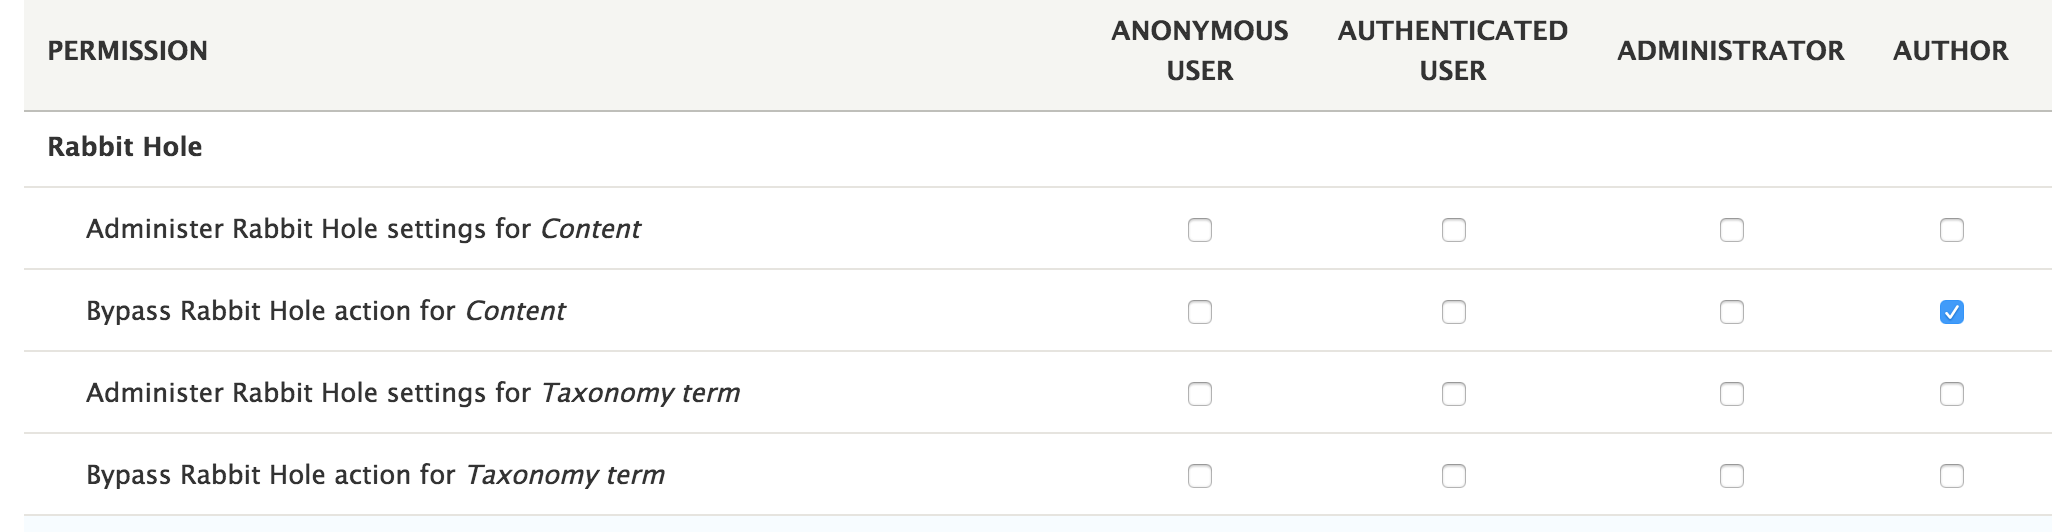 PERMISSION
ANONYMOUS USER
AUTHENTICATED USER
ADMINISTRATOR
AUTHOR
Rabbit Hole
Administer Rabbit Hole settings for Content
Bypass Rabbit Hole action for Content
Administer Rabbit Hole settings for Taxonomy term
Bypass Rabbit Hole action for Taxonomy term